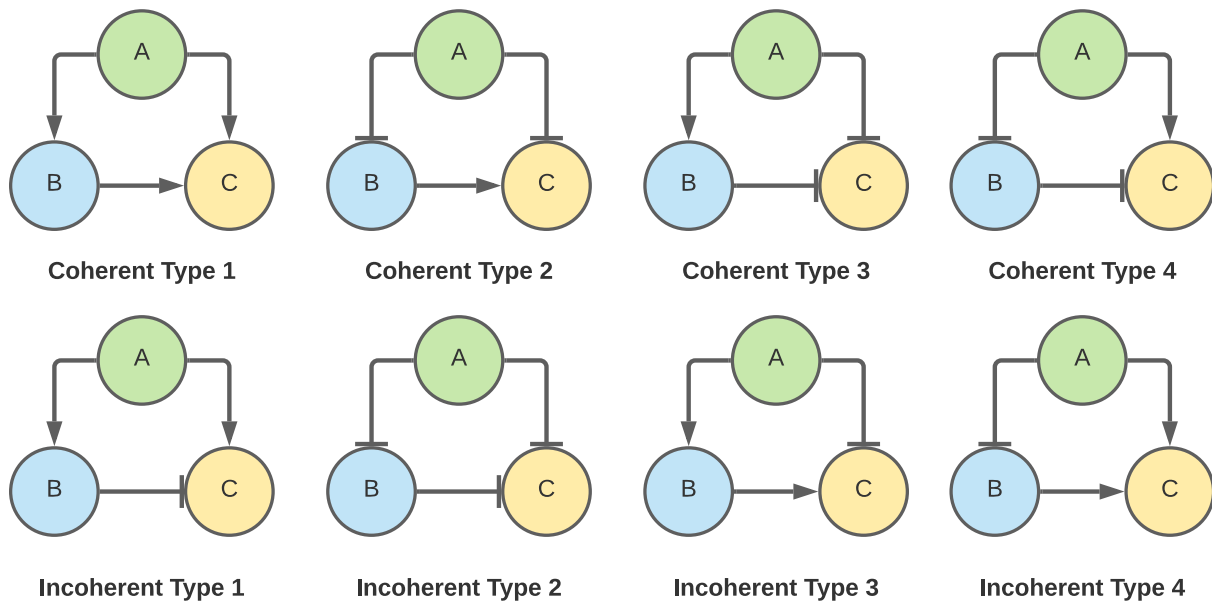 A A A A
B C B C B C B C
Coherent Type 1 Coherent Type 2 Coherent Type 3 Coherent Type 4
A A A A
B C B C B C B C
Incoherent Type 1 Incoherent Type 2 Incoherent Type 3 Incoherent Type 4